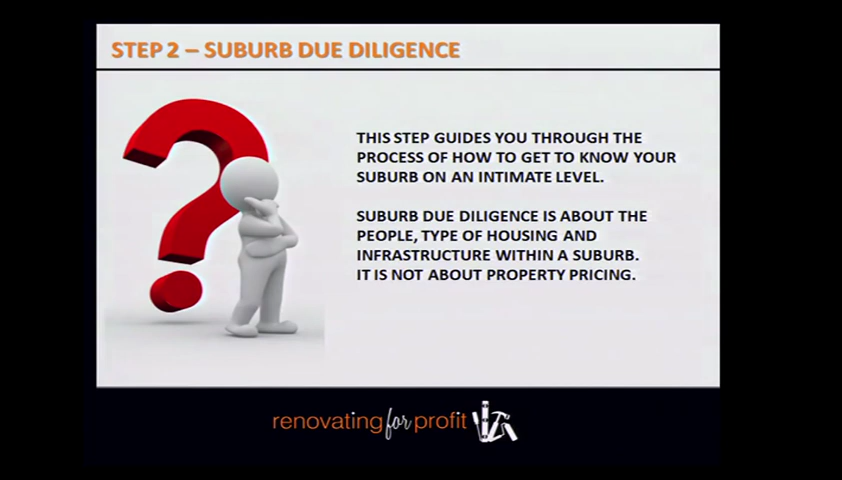 STEP 2 – SUBURB DUE DILIGENCE
THIS STEP GUIDES YOU THROUGH THE
PROCESS OF HOW TO GET TO KNOW YOUR
SUBURB ON AN INTIMATE LEVEL.
SUBURB DUE DILIGENCE IS ABOUT THE
PEOPLE, TYPE OF HOUSING AND
INFRASTRUCTURE WITHIN A SUBURB.
IT IS NOT ABOUT PROPERTY PRICING.
renovating for profit